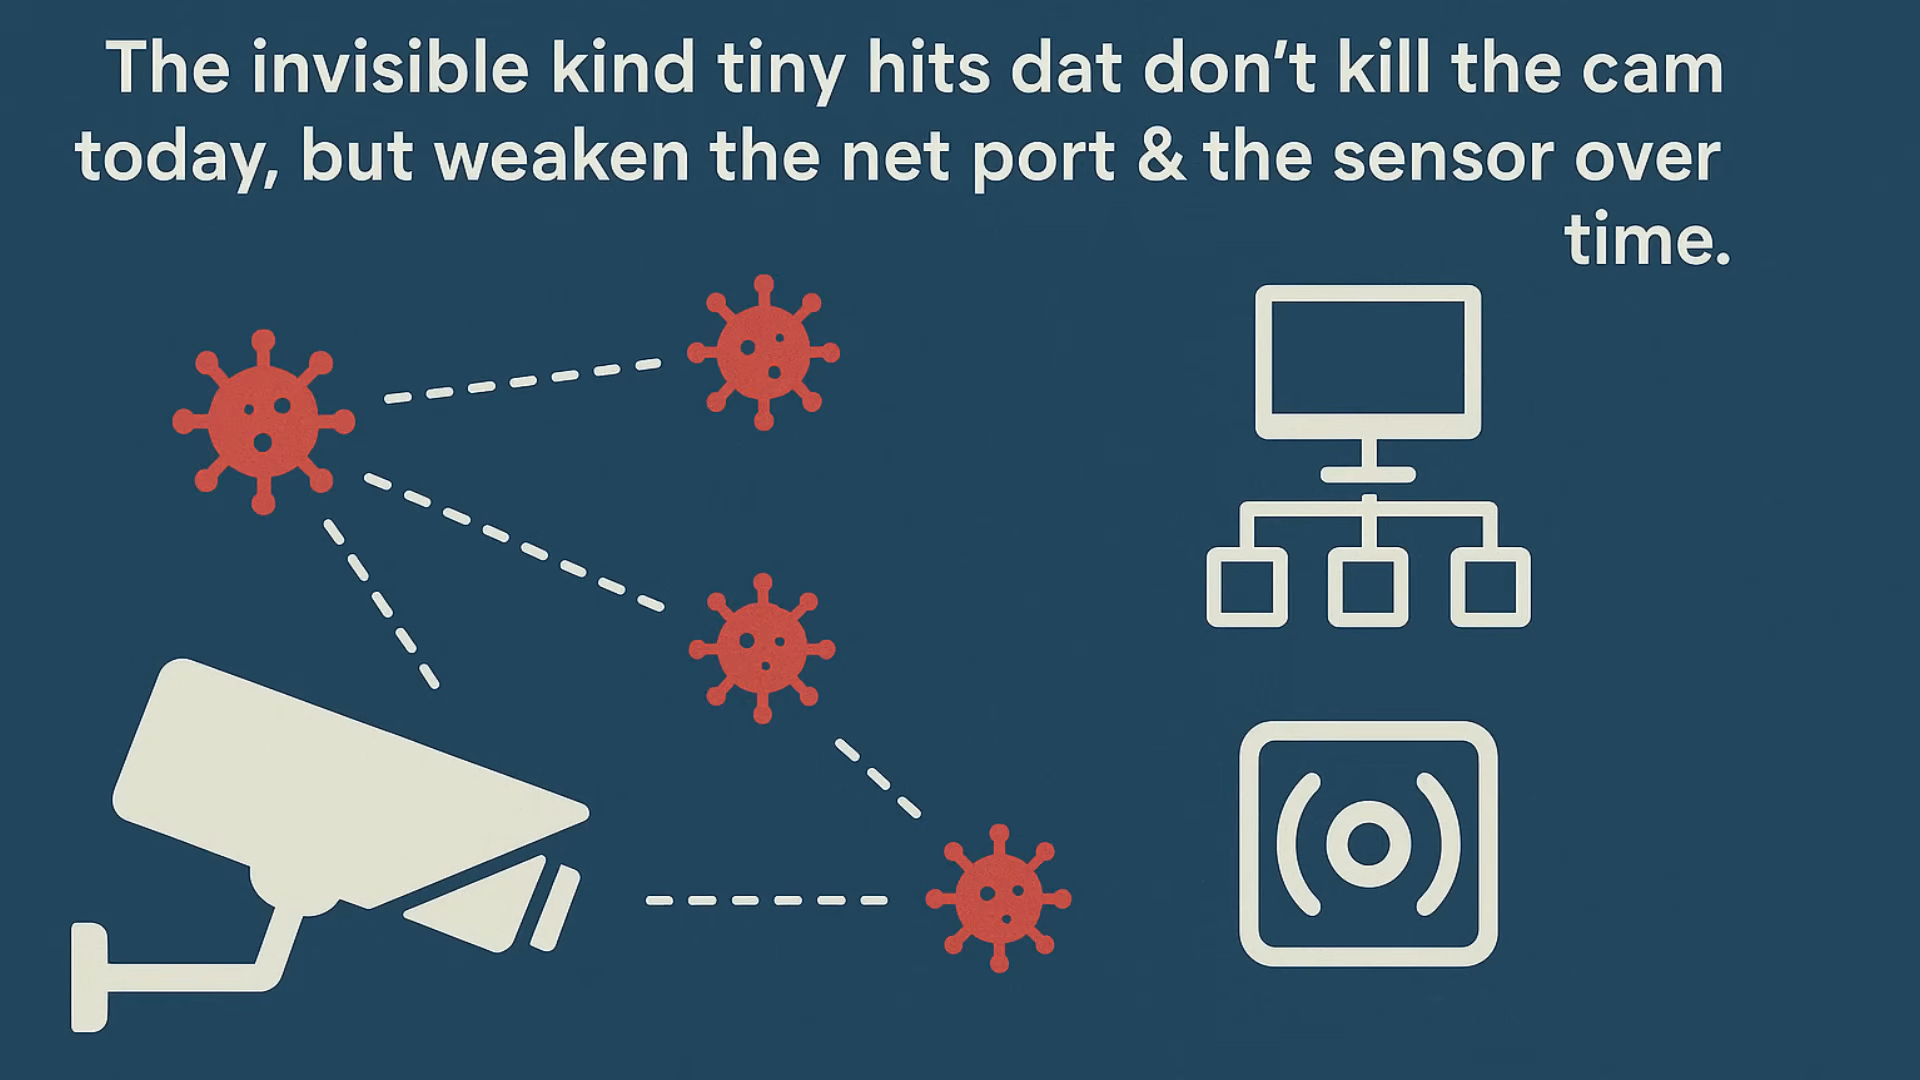 The invisible kind tiny hits dat don’t kill the cam
today, but weaken the net port & the sensor over
time.